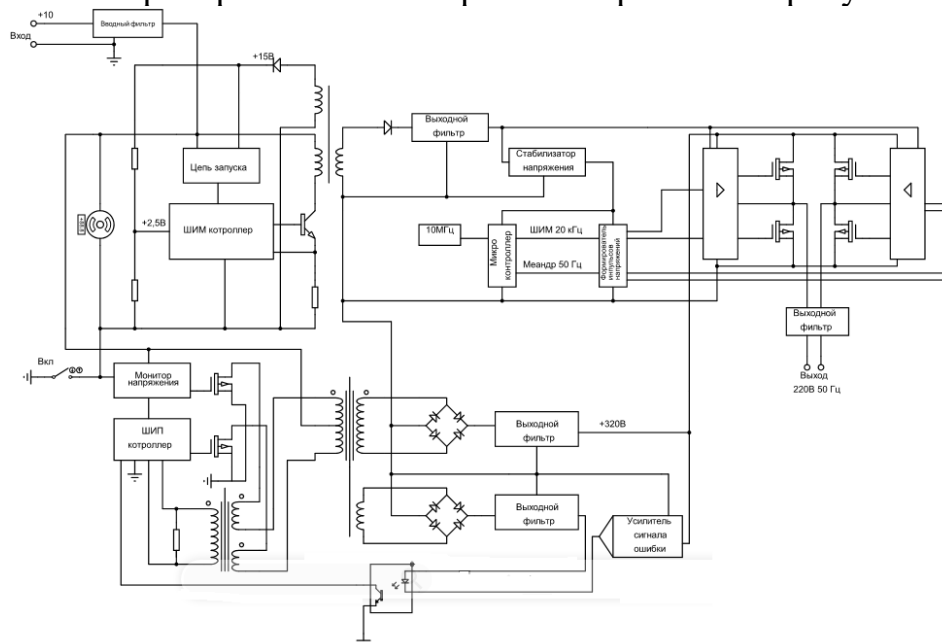 +10
Вводный фильтр
Вход
+15В
Выходной
фильтр
Стабилизатор
напряжения
Цепь запуска
+2,5В
ШИМ котроллер
10МГц
Микро
контроллер
ШИМ 20 кГц
Меандр 50 Гц
Формирователь
импульсов
напряжений
Выходной
фильтр
Выход
220В 50 Гц
Вкл
Монитор
напряжения
ШИП
котроллер
Выходной
фильтр
+320В
Выходной
фильтр
Усилитель
сигнала
ошибки